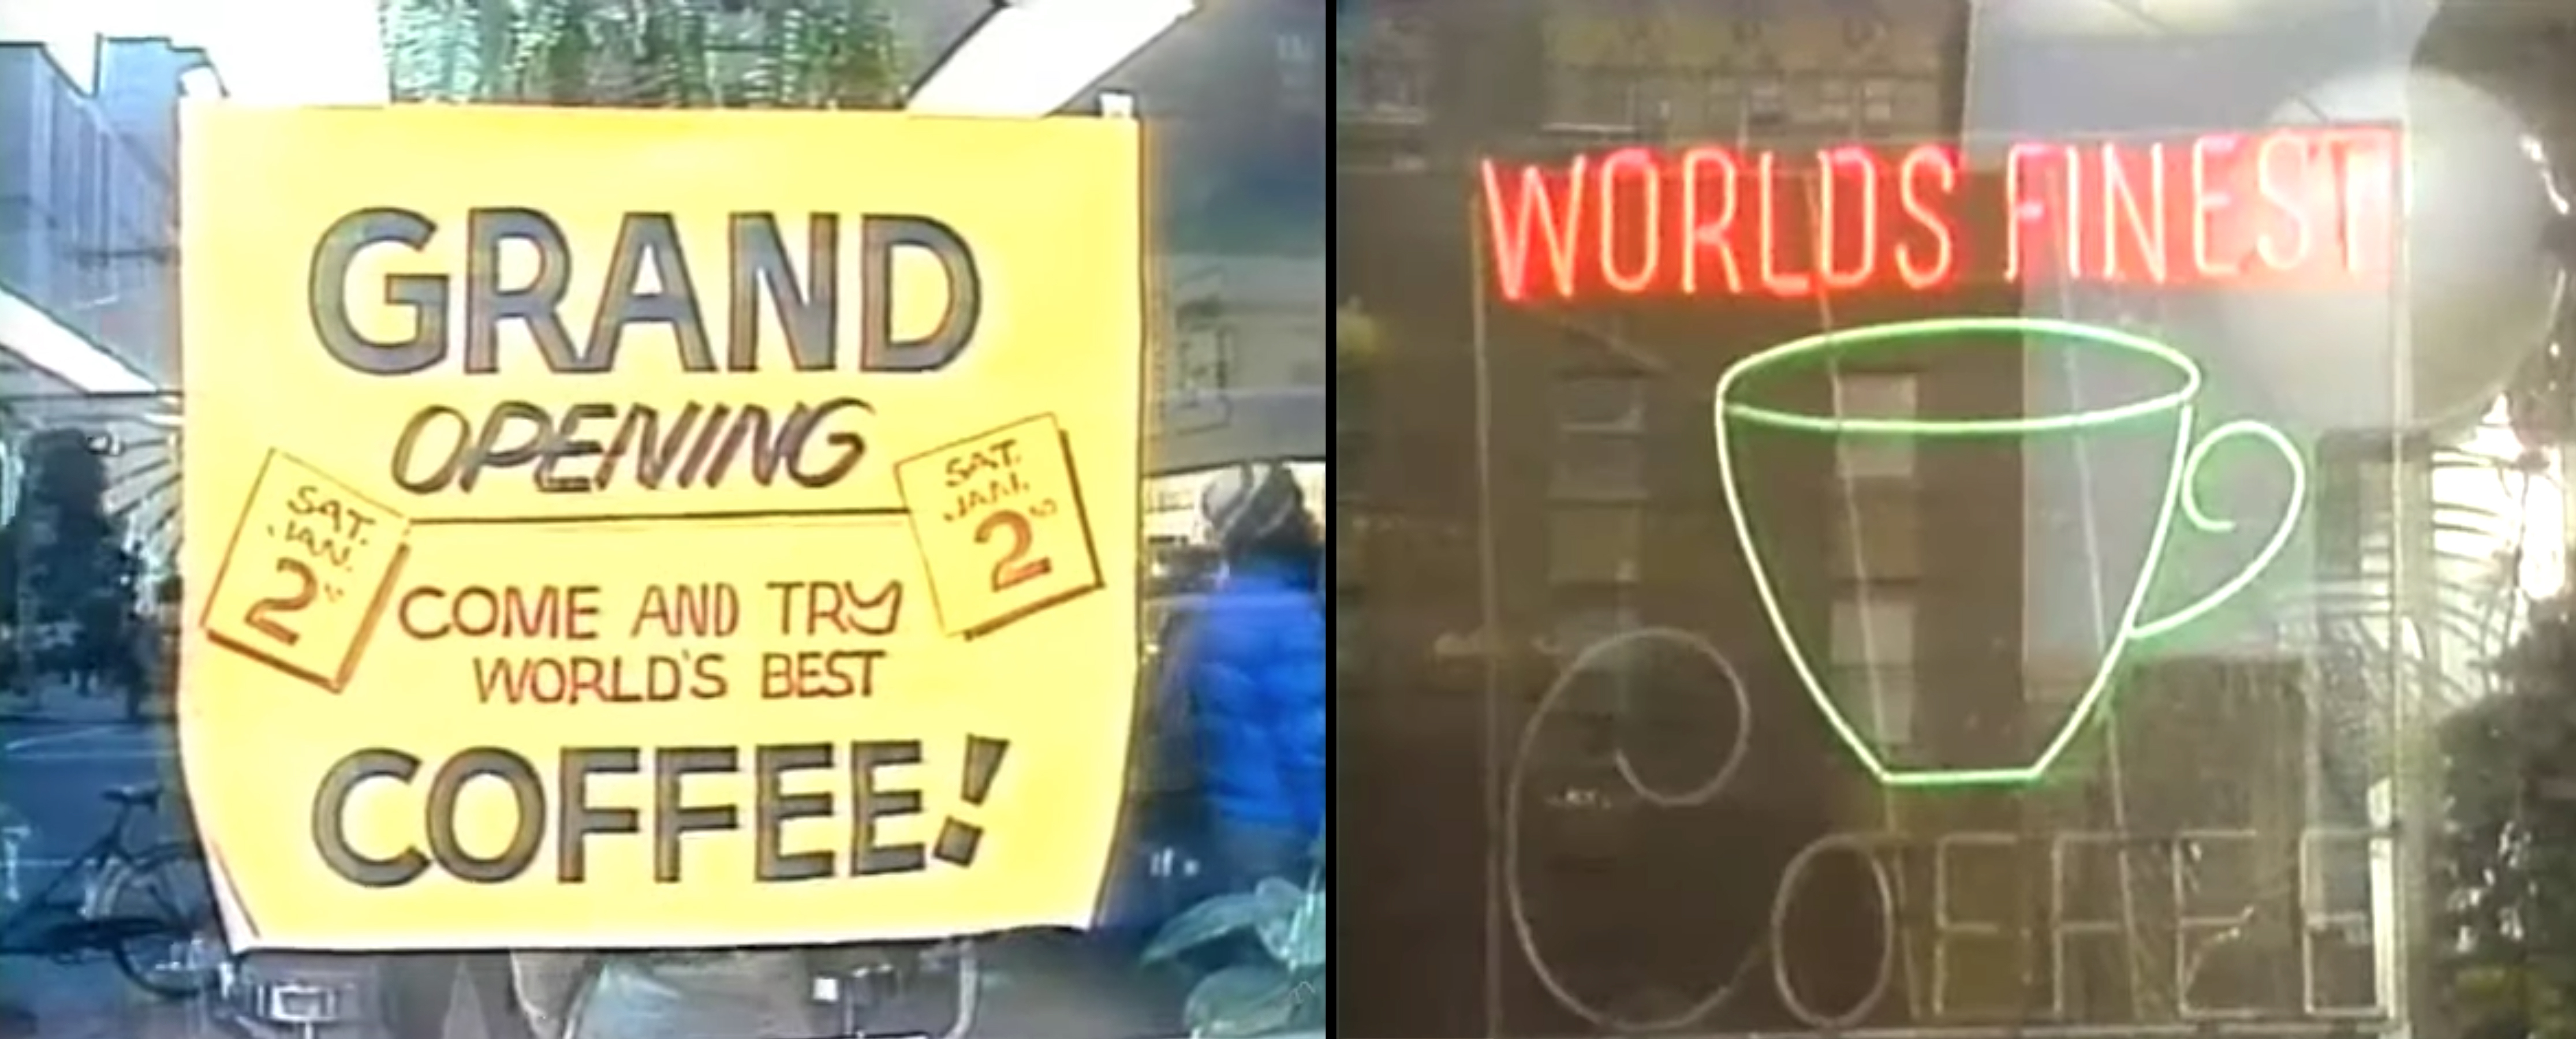 GRAND
OPENING
SAT.
JAN.
2ND
SAT.
JAN.
2ND
COME AND TRY
WORLD'S BEST
COFFEE!
WORLDS FINEST
COFFEE